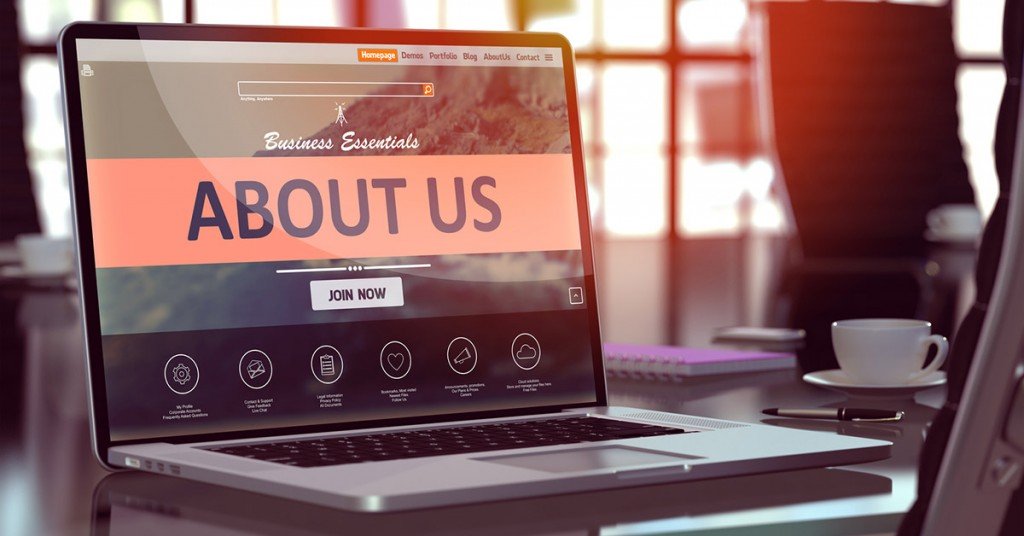 Homepage Demos Portfolio Blog AboutUs Contact
Anything, Anywhere
Business Essentials
ABOUT US
JOIN NOW
My Profile
Corporate Accounts
Frequently Asked Questions
Contact & Support
Give Feedback
Live Chat
Legal Information
Privacy Policy
All Documents
Bookmarks, Most visited
Newest Files
Follow Us
Announcements, promotions,
Our Plans & Prices
Careers
Cloud solutions
Store and manage your files here
Free Files